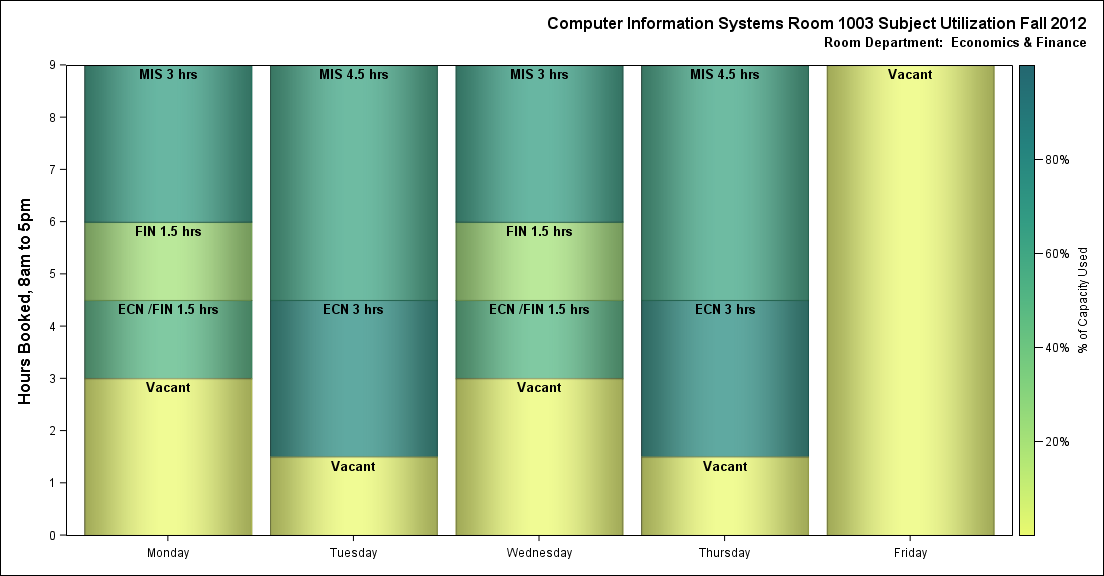 Computer Information Systems Room 1003 Subject Utilization Fall 2012
Room Department:  Economics & Finance
Hours Booked, 8am to 5pm
9
8
7
6
5
4
3
2
1
0
MIS 3 hrs
FIN 1.5 hrs
ECN /FIN 1.5 hrs
Vacant
MIS 4.5 hrs
ECN 3 hrs
Vacant
MIS 3 hrs
FIN 1.5 hrs
ECN /FIN 1.5 hrs
Vacant
MIS 4.5 hrs
ECN 3 hrs
Vacant
Vacant
Monday
Tuesday
Wednesday
Thursday
Friday
80%
60%
40%
20%
% of Capacity Used